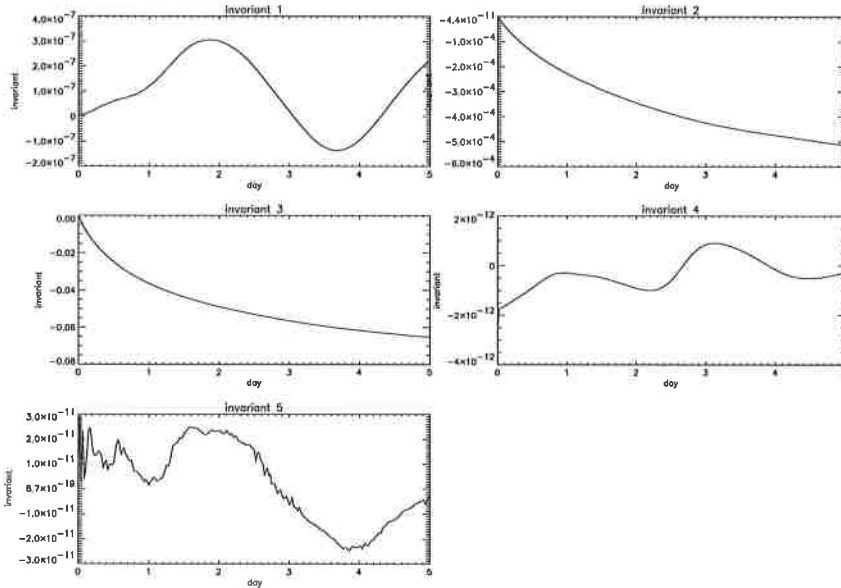 invariant 1
4.0×10⁻⁷
3.0×10⁻⁷
2.0×10⁻⁷
1.0×10⁻⁷
0
−1.0×10⁻⁷
−2.0×10⁻⁷
invariant
0 1 2 3 4 5
day
invariant 2
−4.4×10⁻¹¹
−1.0×10⁻⁴
−2.0×10⁻⁴
−3.0×10⁻⁴
−4.0×10⁻⁴
−5.0×10⁻⁴
−6.0×10⁻⁴
invariant
0 1 2 3 4
day
invariant 3
0.00
−0.02
−0.04
−0.06
−0.08
invariant
0 1 2 3 4 5
day
invariant 4
2×10⁻¹²
0
−2×10⁻¹²
−4×10⁻¹²
invariant
0 1 2 3 4
day
invariant 5
3.0×10⁻¹¹
2.0×10⁻¹¹
1.0×10⁻¹¹
−1.0×10⁻¹¹
−2.0×10⁻¹¹
−3.0×10⁻¹¹
invariant
0 1 2 3 4 5
day